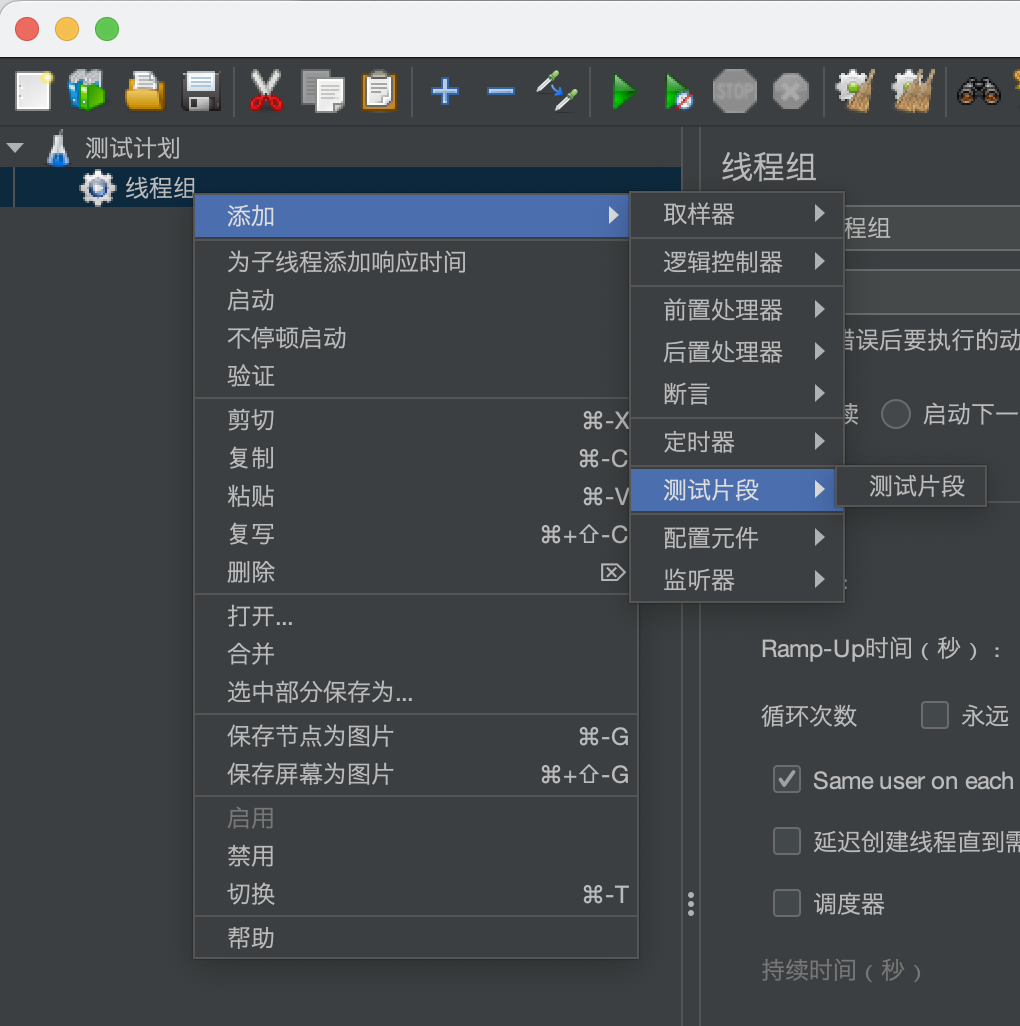 STOP
测试计划
线程组
添加
为子线程添加响应时间
启动
不停顿启动
验证
剪切 ⌘-X
复制 ⌘-C
粘贴 ⌘-V
复写 ⌘+⇧-C
删除 ⌦
打开...
合并
选中部分保存为...
保存节点为图片 ⌘-G
保存屏幕为图片 ⌘+⇧-G
启用
禁用
切换 ⌘-T
帮助
取样器
逻辑控制器
前置处理器
后置处理器
断言
定时器
测试片段
配置元件
监听器
测试片段
线程组
程组
错误后要执行的动
续 启动下一
:
Ramp-Up时间（秒）：
循环次数 永远
Same user on each
延迟创建线程直到需
调度器
持续时间（秒）